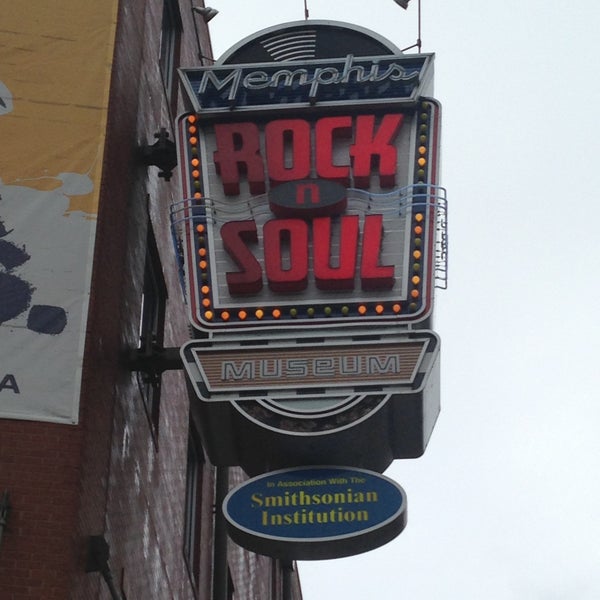 Memphis
ROCK
n
SOUL
MUSEUM
In Association With The
Smithsonian
Institution
A
A